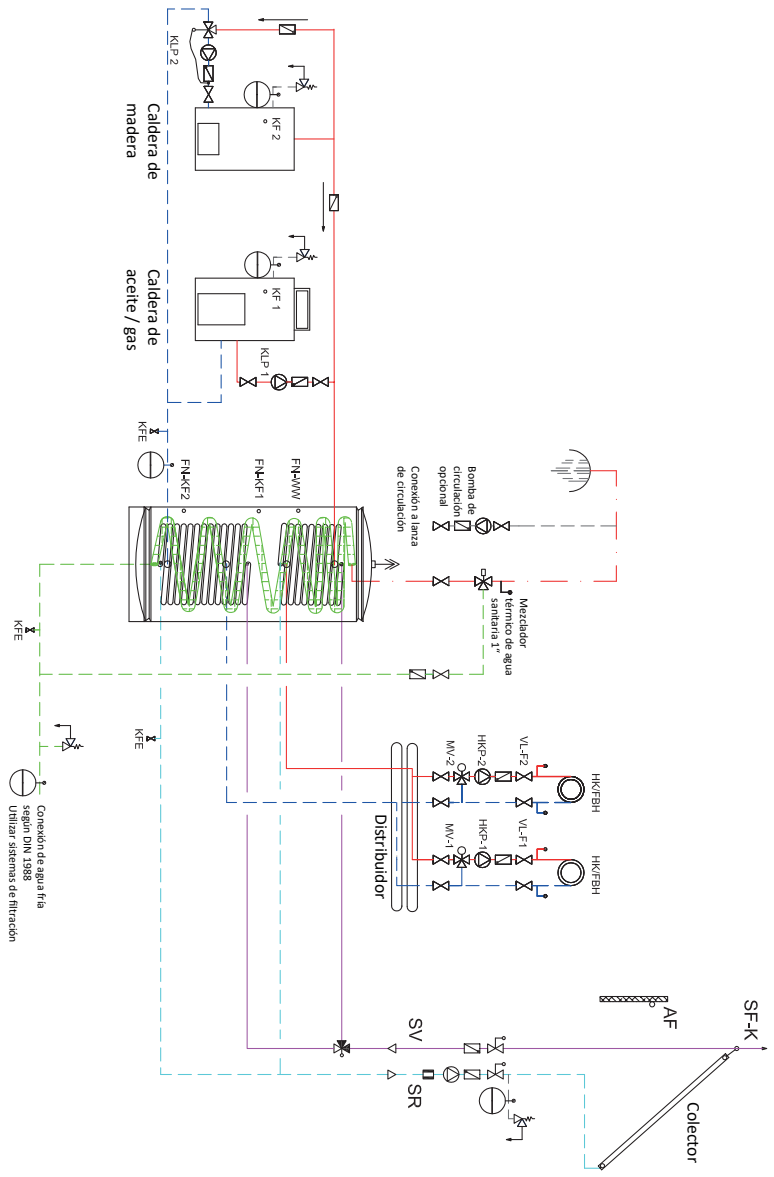 SF-K
Colector
AF
SV
SR
HK/FBH
HK/FBH
VL-F2
VL-F1
HKP-2
HKP-1
MV-2
MV-1
Distribuidor
Mezclador
térmico de agua
sanitaria 1“
Bomba de
circulación
opcional
Conexión a lanza
de circulación
FN-WW
FN-KF1
FN-KF2
KLP 2
KF 2
Caldera de
madera
KF 1
KLP 1
Caldera de
aceite / gas
KFE
KFE
KFE
Conexión de agua fría
según DIN 1988
Utilizar sistemas de filtración